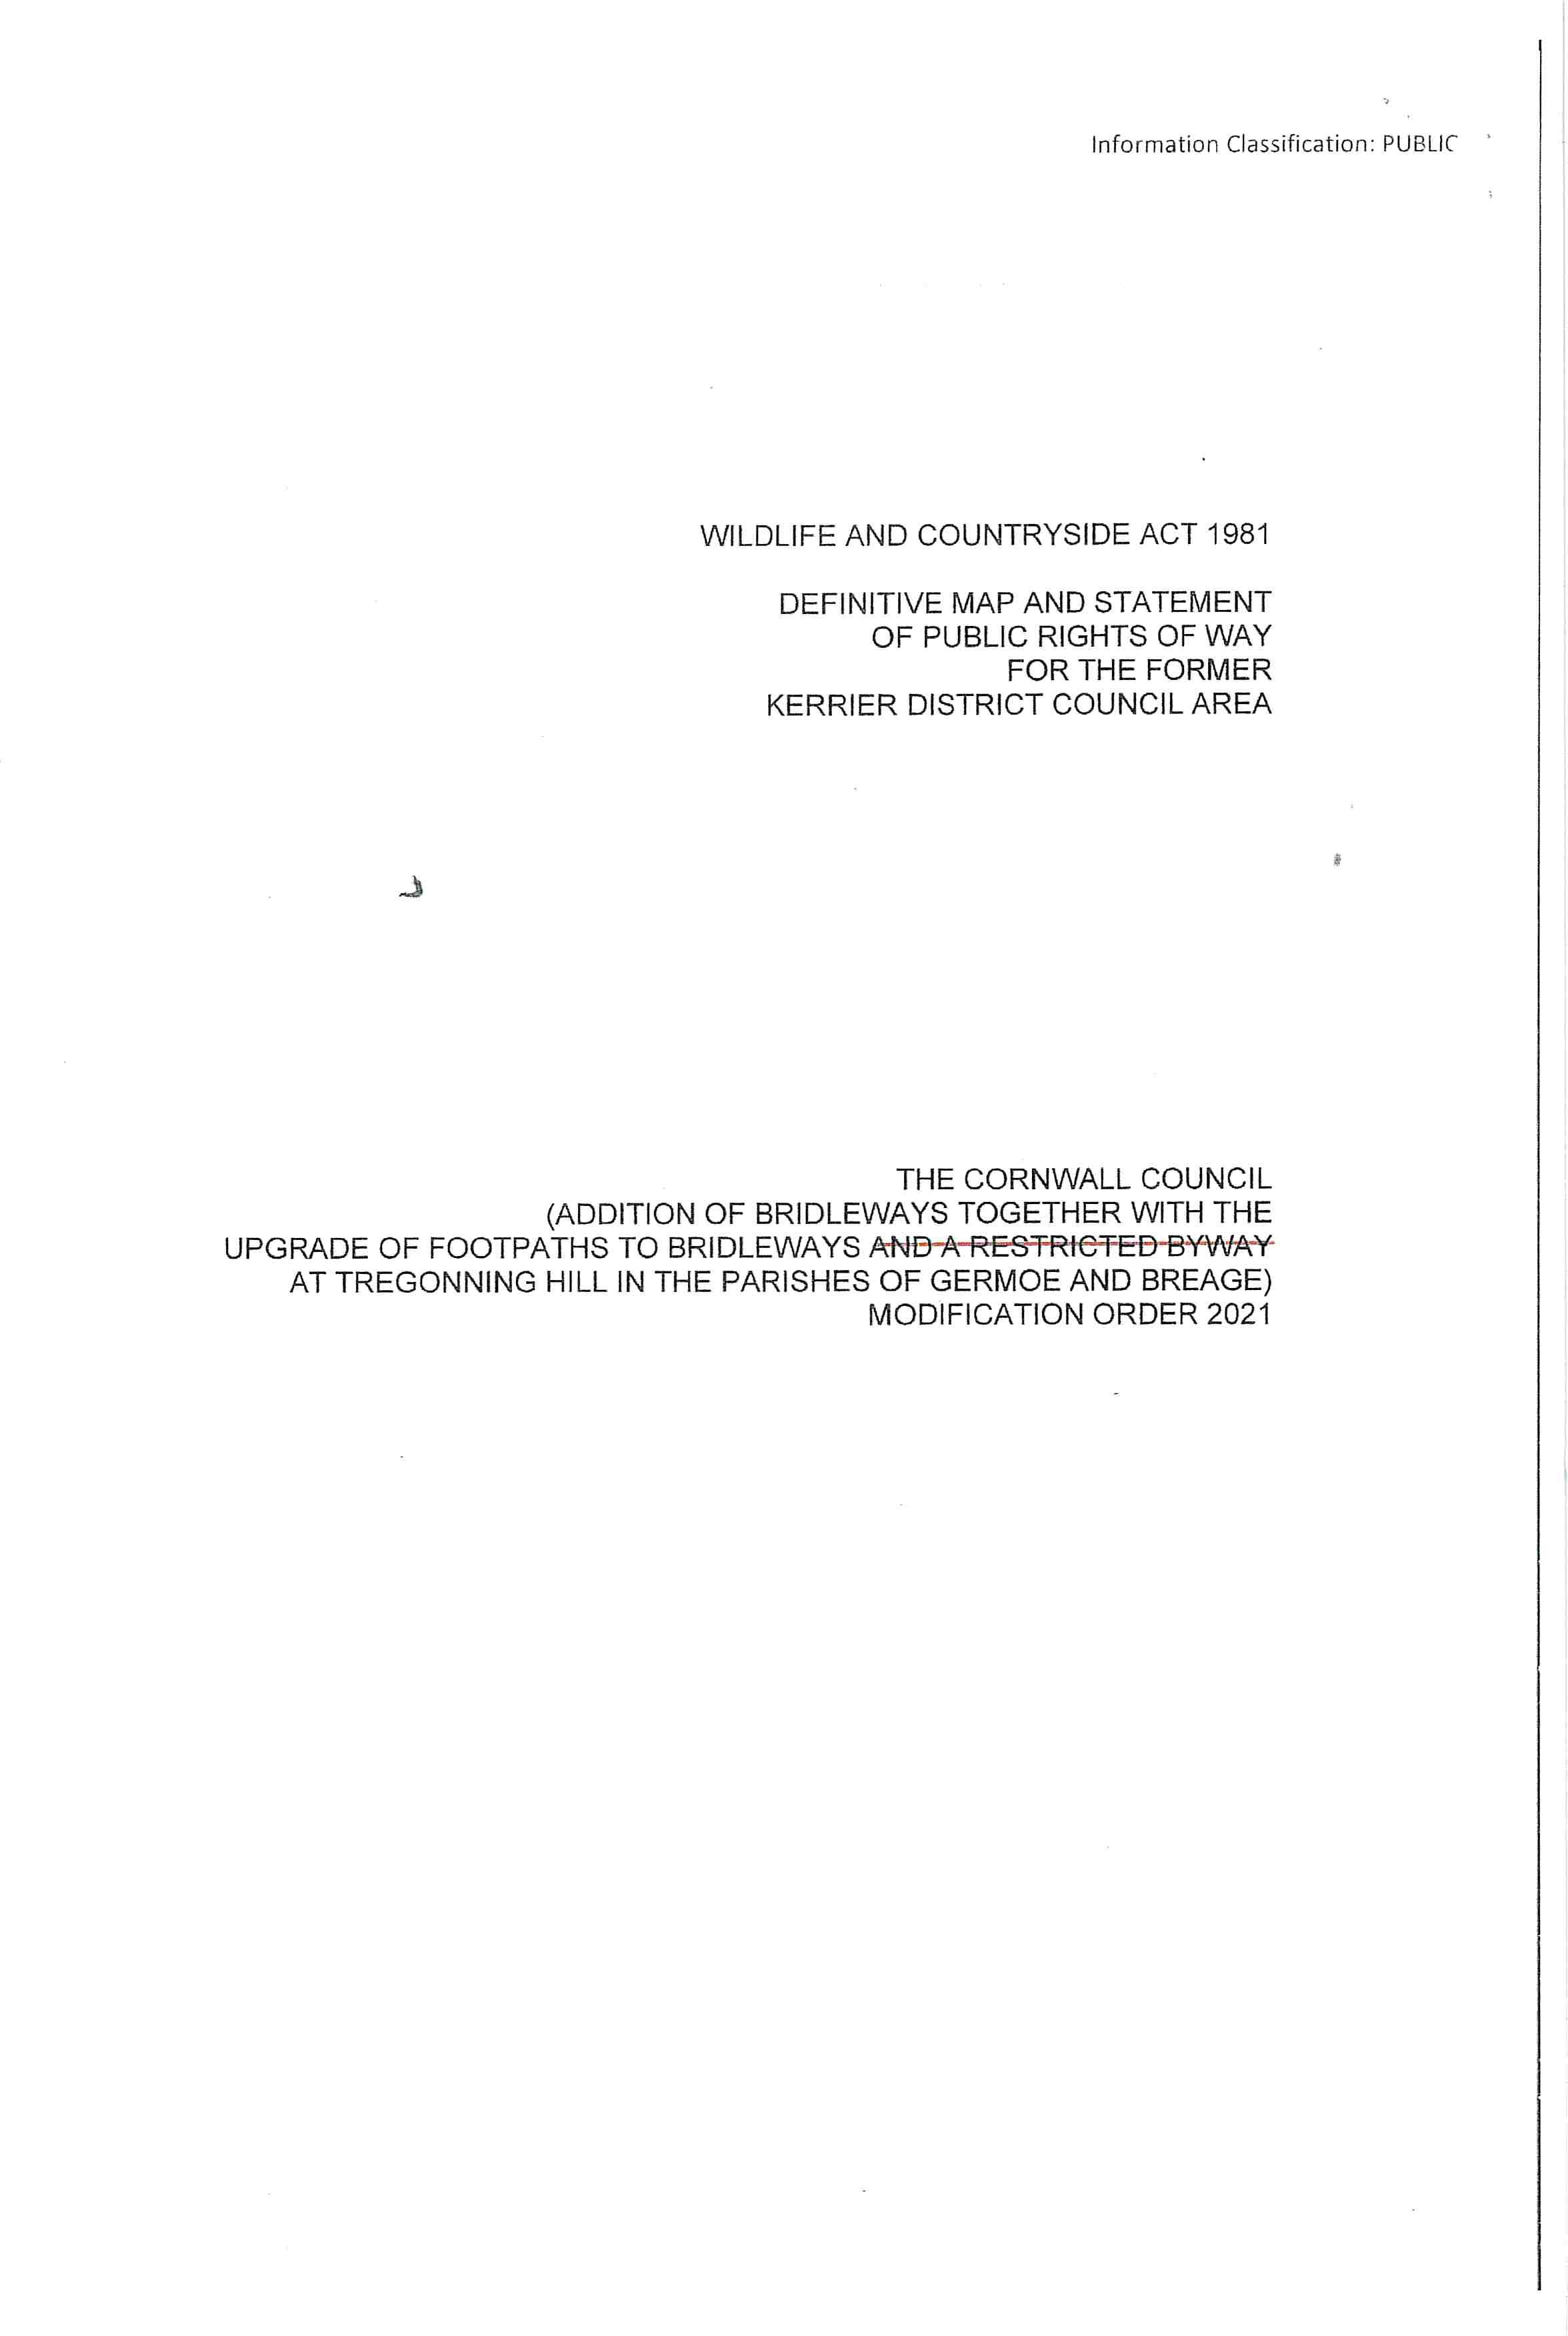 Information Classification: PUBLIC
WILDLIFE AND COUNTRYSIDE ACT 1981
DEFINITIVE MAP AND STATEMENT
OF PUBLIC RIGHTS OF WAY
FOR THE FORMER
KERRIER DISTRICT COUNCIL AREA
THE CORNWALL COUNCIL
(ADDITION OF BRIDLEWAYS TOGETHER WITH THE
UPGRADE OF FOOTPATHS TO BRIDLEWAYS AND A RESTRICTED BYWAY
AT TREGONNING HILL IN THE PARISHES OF GERMOE AND BREAGE)
MODIFICATION ORDER 2021